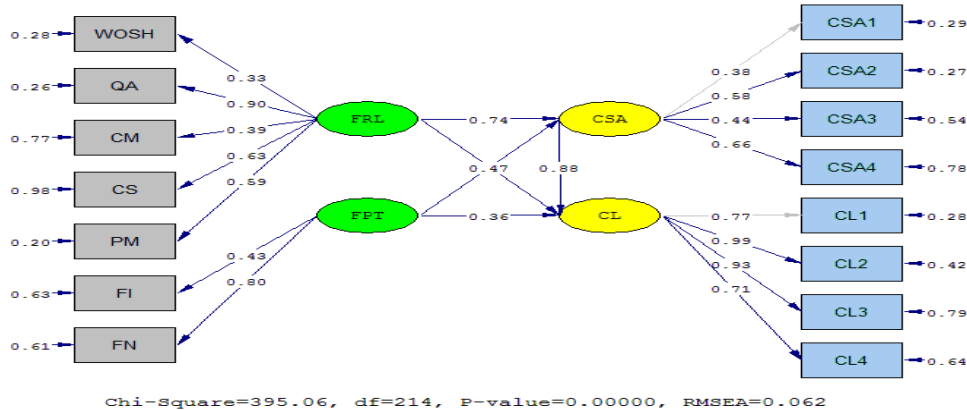 0.28 WOSH
0.26 QA
0.77 CM
0.98 CS
0.20 PM
0.63 FI
0.61 FN
0.33
0.90
0.39
0.63
0.59
0.43
0.80
FRL
FPT
0.74
0.47
0.88
0.36
CSA
CL
0.38
0.58
0.44
0.66
0.77
0.99
0.93
0.71
CSA1 0.29
CSA2 0.27
CSA3 0.54
CSA4 0.78
CL1 0.28
CL2 0.42
CL3 0.79
CL4 0.64
Chi-Square=395.06, df=214, P-value=0.00000, RMSEA=0.062